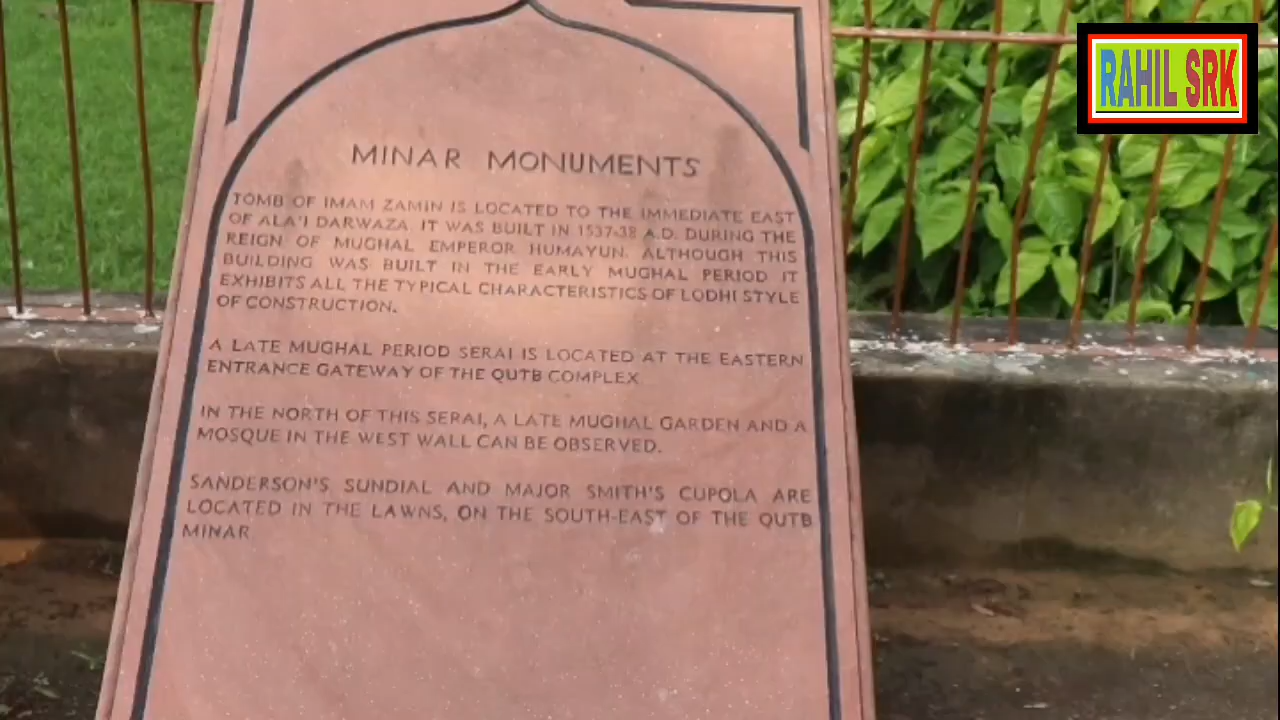 RAHIL SRK
MINAR MONUMENTS
TOMB OF IMAM ZAMIN IS LOCATED TO THE IMMEDIATE EAST
OF ALA'I DARWAZA. IT WAS BUILT IN 1537-38 A.D. DURING THE
REIGN OF MUGHAL EMPEROR HUMAYUN. ALTHOUGH THIS
BUILDING WAS BUILT IN THE EARLY MUGHAL PERIOD IT
EXHIBITS ALL THE TYPICAL CHARACTERISTICS OF LODHI STYLE
OF CONSTRUCTION.
A LATE MUGHAL PERIOD SERAI IS LOCATED AT THE EASTERN
ENTRANCE GATEWAY OF THE QUTB COMPLEX
IN THE NORTH OF THIS SERAI, A LATE MUGHAL GARDEN AND A
MOSQUE IN THE WEST WALL CAN BE OBSERVED.
SANDERSON'S SUNDIAL AND MAJOR SMITH'S CUPOLA ARE
LOCATED IN THE LAWNS, ON THE SOUTH-EAST OF THE QUTB
MINAR